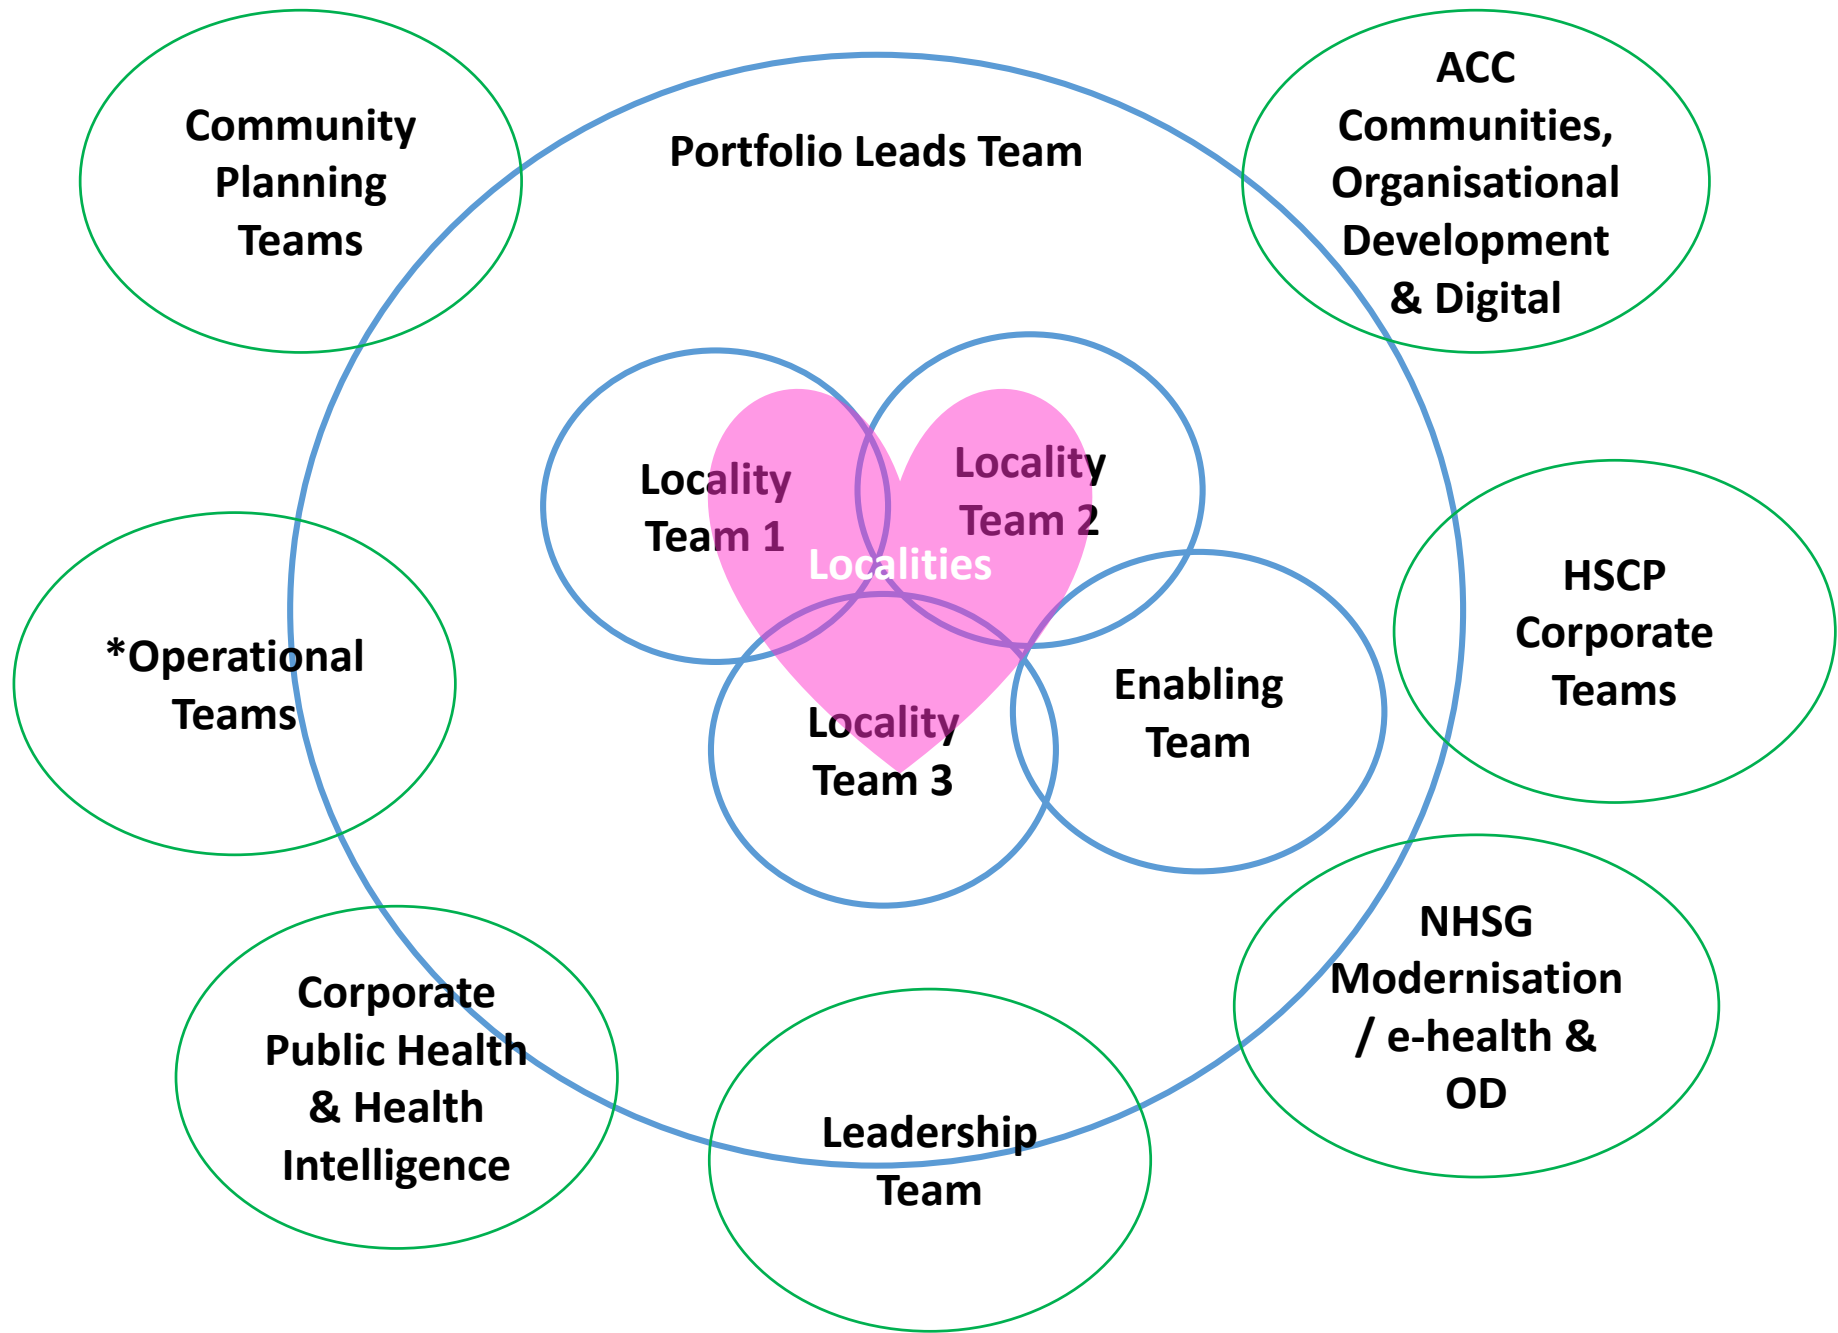 Community
Planning
Teams
Portfolio Leads Team
ACC
Communities,
Organisational
Development
& Digital
Locality
Team 1
Locality
Team 2
Localities
*Operational
Teams
HSCP
Corporate
Teams
Locality
Team 3
Enabling
Team
Corporate
Public Health
& Health
Intelligence
Leadership
Team
NHSG
Modernisation
/ e-health &
OD